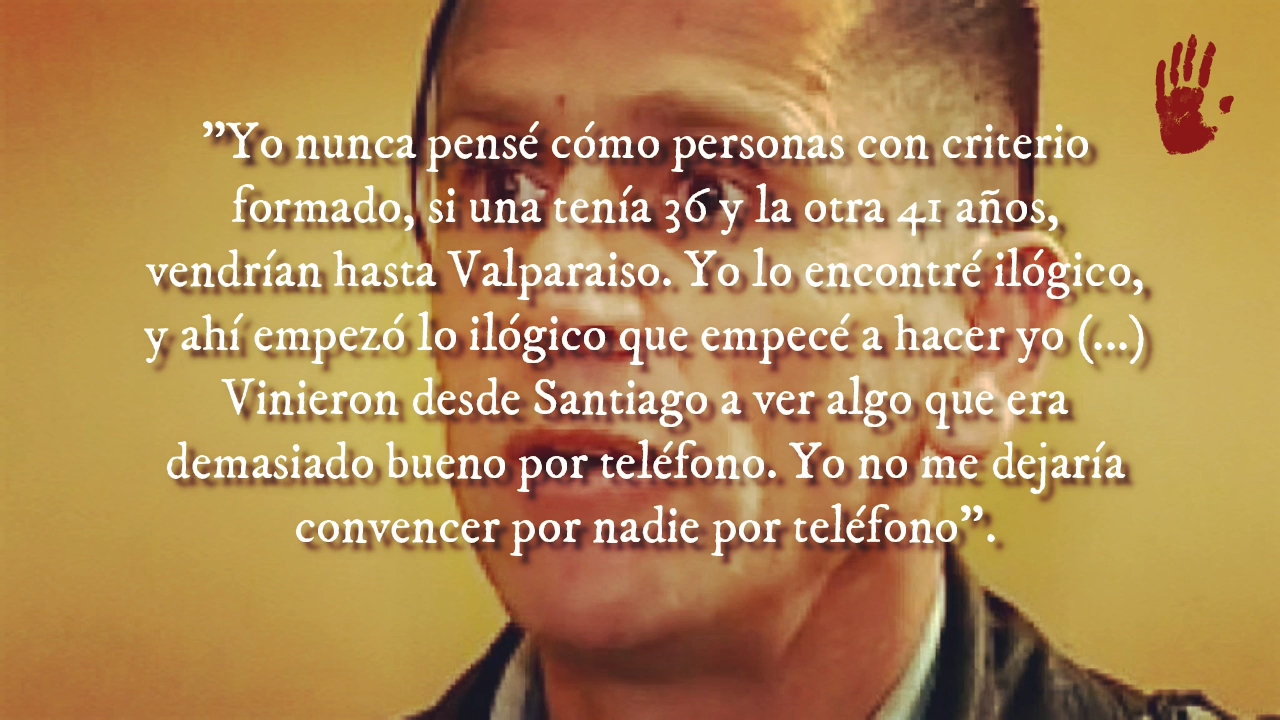 ”Yo nunca pensé cómo personas con criterio
formado, si una tenía 36 y la otra 41 años,
vendrían hasta Valparaiso. Yo lo encontré ilógico,
y ahí empezó lo ilógico que empecé a hacer yo (...)
Vinieron desde Santiago a ver algo que era
demasiado bueno por teléfono. Yo no me dejaría
convencer por nadie por teléfono”.